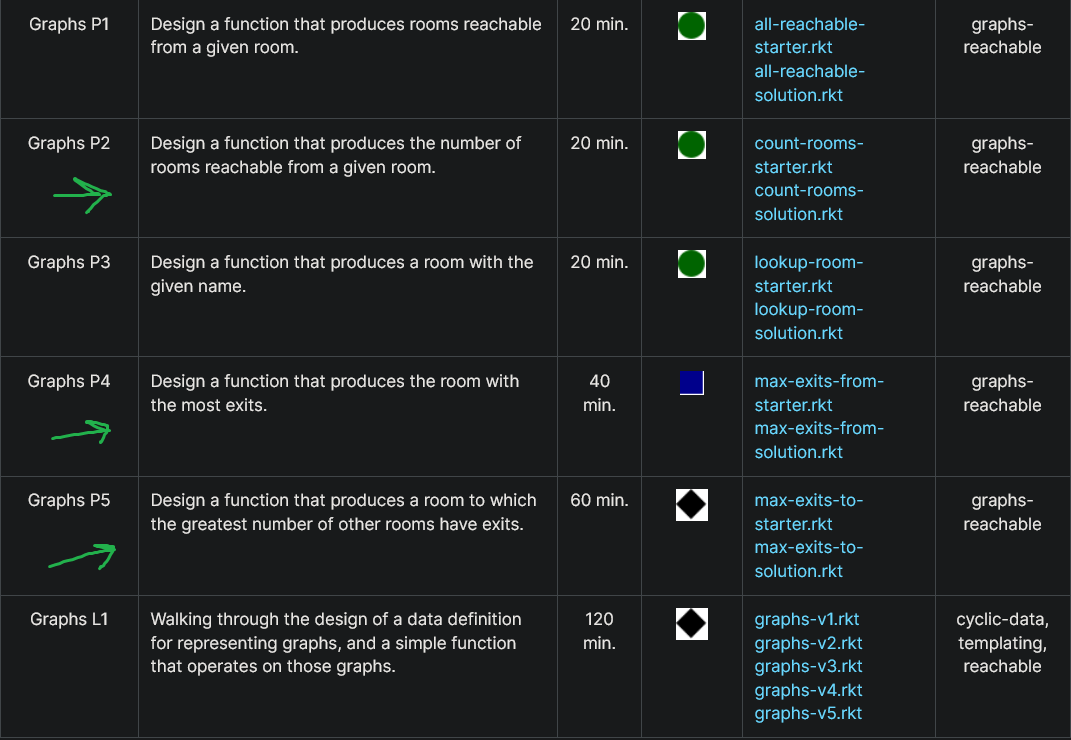 Graphs P1
Design a function that produces rooms reachable
from a given room.
20 min.
all-reachable-
starter.rkt
all-reachable-
solution.rkt
graphs-
reachable
Graphs P2
Design a function that produces the number of
rooms reachable from a given room.
20 min.
count-rooms-
starter.rkt
count-rooms-
solution.rkt
graphs-
reachable
Graphs P3
Design a function that produces a room with the
given name.
20 min.
lookup-room-
starter.rkt
lookup-room-
solution.rkt
graphs-
reachable
Graphs P4
Design a function that produces the room with
the most exits.
40
min.
max-exits-from-
starter.rkt
max-exits-from-
solution.rkt
graphs-
reachable
Graphs P5
Design a function that produces a room to which
the greatest number of other rooms have exits.
60 min.
max-exits-to-
starter.rkt
max-exits-to-
solution.rkt
graphs-
reachable
Graphs L1
Walking through the design of a data definition
for representing graphs, and a simple function
that operates on those graphs.
120
min.
graphs-v1.rkt
graphs-v2.rkt
graphs-v3.rkt
graphs-v4.rkt
graphs-v5.rkt
cyclic-data,
templating,
reachable